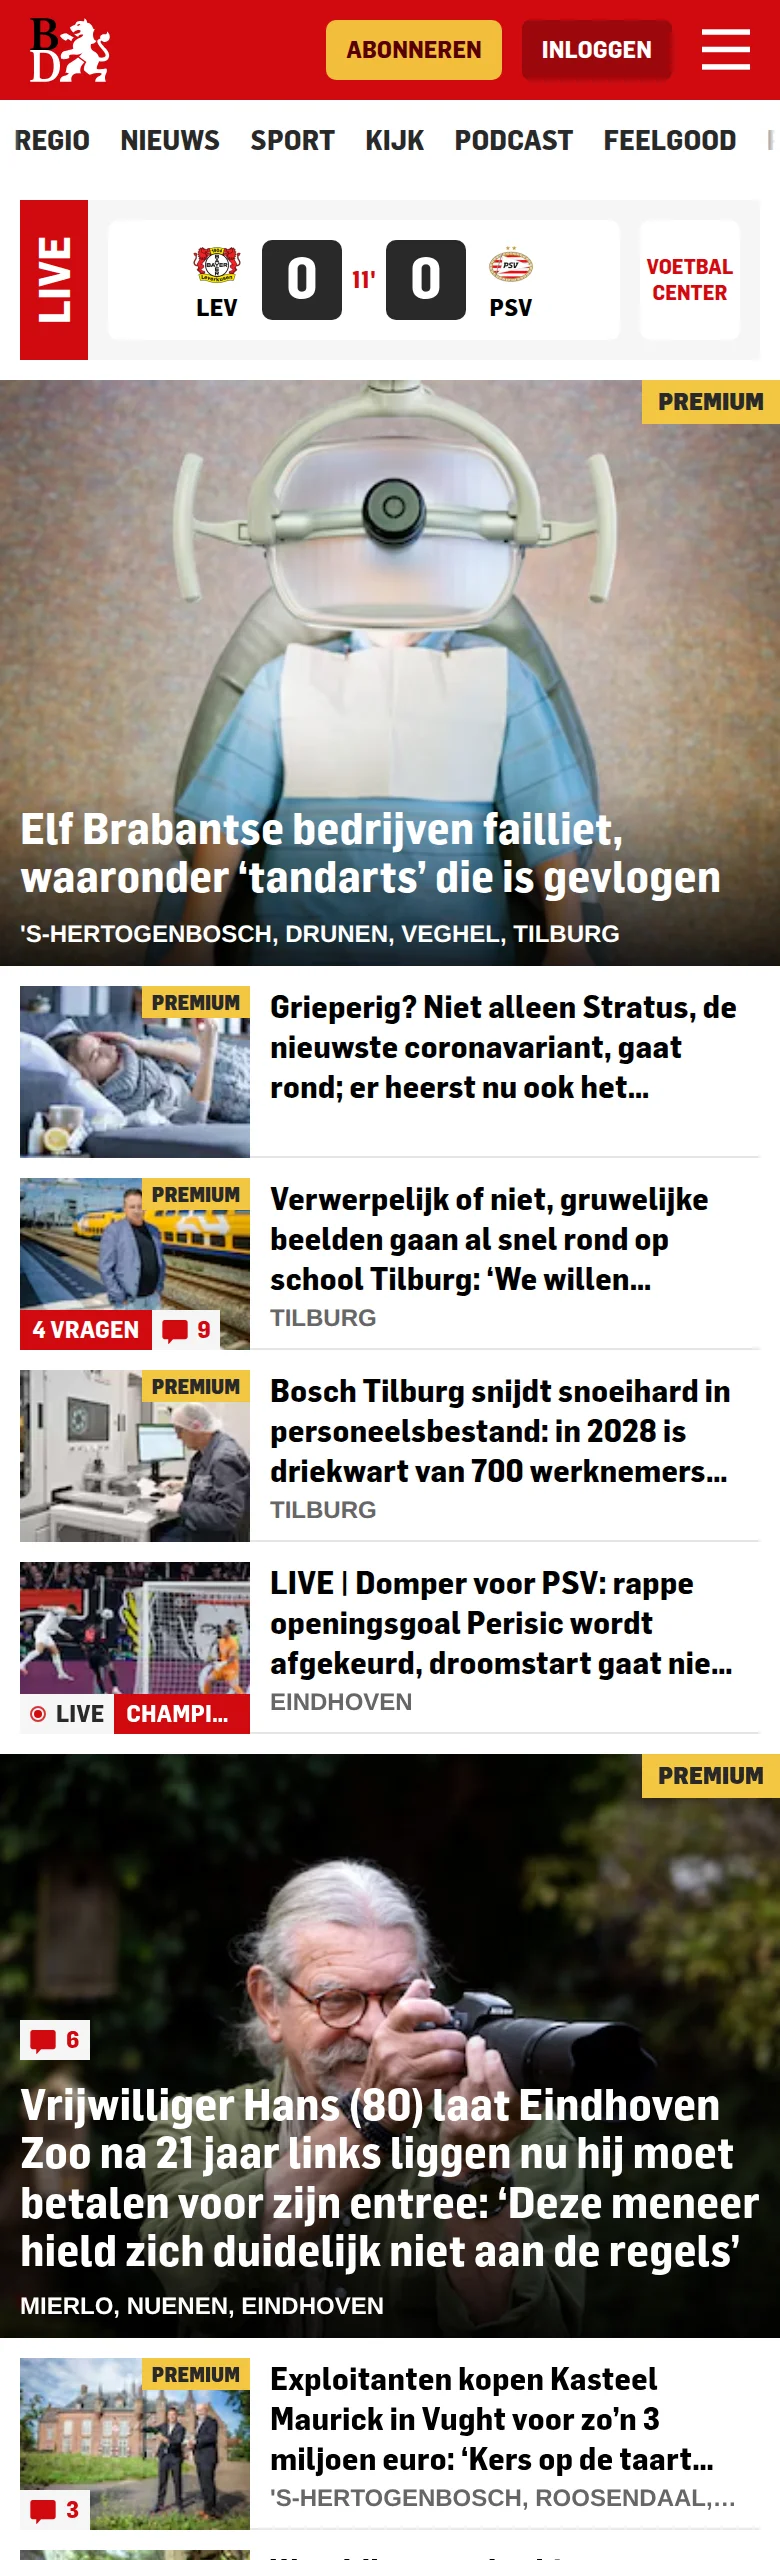 BD
ABONNEREN
INLOGGEN
REGIO NIEUWS SPORT KIJK PODCAST FEELGOOD
LIVE
LEV
0
11'
0
PSV
VOETBAL
CENTER
PREMIUM
Elf Brabantse bedrijven failliet,
waaronder ‘tandarts’ die is gevlogen
'S-HERTOGENBOSCH, DRUNEN, VEGHEL, TILBURG
PREMIUM
Grieperig? Niet alleen Stratus, de
nieuwste coronavariant, gaat
rond; er heerst nu ook het...
PREMIUM
4 VRAGEN
9
Verwerpelijk of niet, gruwelijke
beelden gaan al snel rond op
school Tilburg: ‘We willen...
TILBURG
PREMIUM
Bosch Tilburg snijdt snoeihard in
personeelsbestand: in 2028 is
driekwart van 700 werknemers...
TILBURG
LIVE
CHAMPI...
LIVE | Domper voor PSV: rappe
openingsgoal Perisic wordt
afgekeurd, droomstart gaat nie...
EINDHOVEN
PREMIUM
6
Vrijwilliger Hans (80) laat Eindhoven
Zoo na 21 jaar links liggen nu hij moet
betalen voor zijn entree: ‘Deze meneer
hield zich duidelijk niet aan de regels’
MIERLO, NUENEN, EINDHOVEN
PREMIUM
3
Exploitanten kopen Kasteel
Maurick in Vught voor zo’n 3
miljoen euro: ‘Kers op de taart...
'S-HERTOGENBOSCH, ROOSENDAAL,...